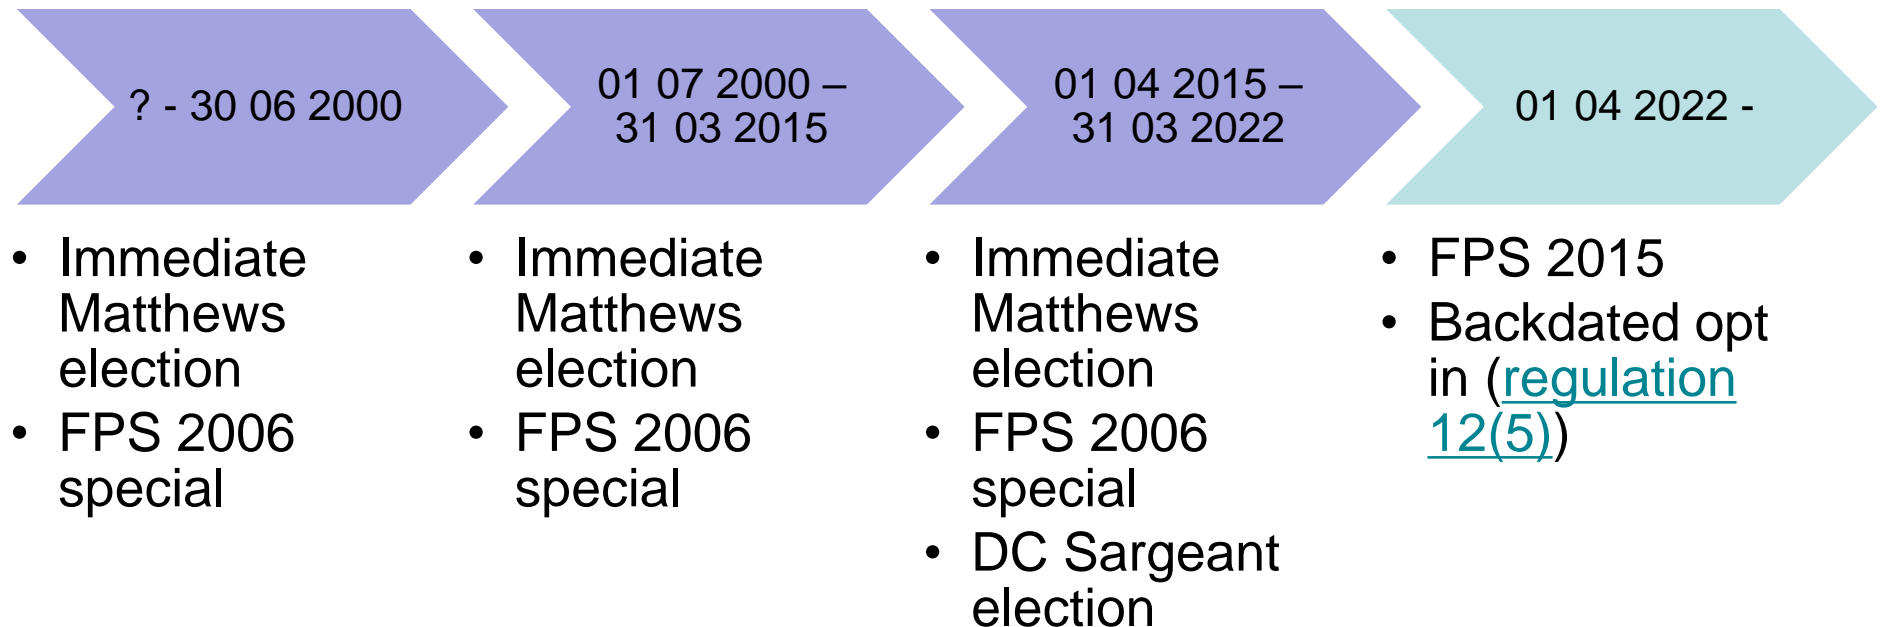 ? - 30 06 2000
01 07 2000 –
31 03 2015
01 04 2015 –
31 03 2022
01 04 2022 -
• Immediate
Matthews
election
• FPS 2006
special
• Immediate
Matthews
election
• FPS 2006
special
• Immediate
Matthews
election
• FPS 2006
special
• DC Sargeant
election
• FPS 2015
• Backdated opt
in (regulation
12(5))